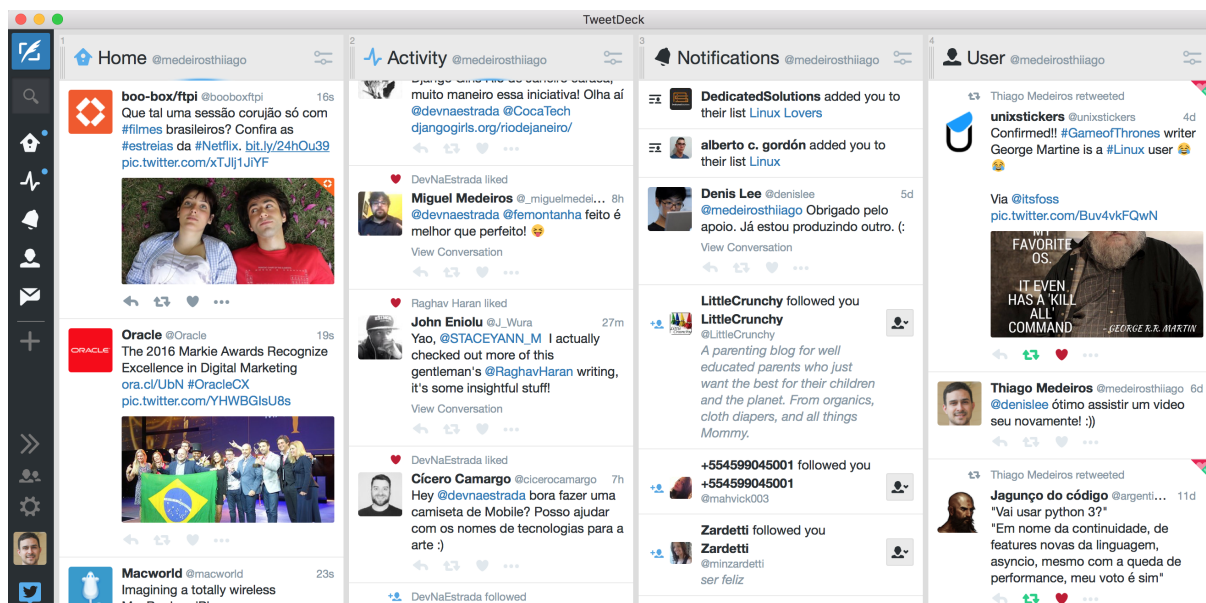 TweetDeck
1
Home @medeirosthiiago
boo-box/ftpi @booboxftpi 16s
Que tal uma sessão corujão só com
#filmes brasileiros? Confira as
#estreias da #Netflix. bit.ly/24hOu39
pic.twitter.com/xTJlj1JiYF
Oracle @Oracle 19s
ORACLE
The 2016 Markie Awards Recognize
Excellence in Digital Marketing
ora.cl/UbN #OracleCX
pic.twitter.com/YHWBGIsU8s
Macworld @macworld 23s
Imagining a totally wireless
2
Activity @medeirosthiiago
muito maneiro essa iniciativa! Olha aí
@devnaestrada @CocaTech
djangogirls.org/riodejaneiro/
DevNaEstrada liked
Miguel Medeiros @_miguelmedei... 8h
@devnaestrada @femontanha feito é
melhor que perfeito! 😝
View Conversation
Raghav Haran liked
John Eniolu @J_Wura 27m
Yao, @STACEYANN_M I actually
checked out more of this
gentleman's @RaghavHaran writing,
it's some insightful stuff!
View Conversation
DevNaEstrada liked
Cícero Camargo @cicerocamargo 7h
Hey @devnaestrada bora fazer uma
camiseta de Mobile? Posso ajudar
com os nomes de tecnologias para a
arte :)
DevNaEstrada followed
3
Notifications @medeirosthiiago
DedicatedSolutions added you to
their list Linux Lovers
alberto c. gordón added you to
their list Linux
Denis Lee @denislee 5d
@medeirosthiiago Obrigado pelo
apoio. Já estou produzindo outro. (:
View Conversation
LittleCrunchy followed you
LittleCrunchy
@LittleCrunchy
A parenting blog for well
educated parents who just
want the best for their children
and the planet. From organics,
cloth diapers, and all things
Mommy.
+554599045001 followed you
+554599045001
@mahvick003
Zardetti followed you
Zardetti
@minzardetti
ser feliz
4
User @medeirosthiiago
Thiago Medeiros retweeted
unixstickers @unixstickers 4d
Confirmed!! #GameofThrones writer
George Martine is a #Linux user 😂
😂
Via @itsfoss
pic.twitter.com/Buv4vkFQwN
MY
FAVORITE
OS.
IT EVEN
HAS A 'KILL
ALL'
COMMAND
- GEORGE R.R. MARTIN
Thiago Medeiros @medeirosthiiago 6d
@denislee ótimo assistir um video
seu novamente! :))
Thiago Medeiros retweeted
Jagunço do código @argenti... 11d
"Vai usar python 3?"
"Em nome da continuidade, de
features novas da linguagem,
asyncio, mesmo com a queda de
performance, meu voto é sim"